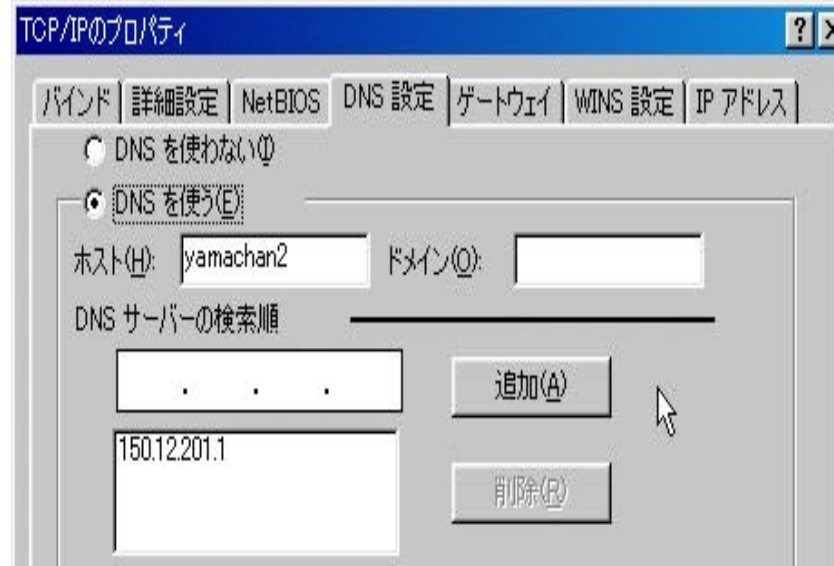 TCP/IPのプロパティ
バインド 詳細設定 NetBIOS DNS 設定 ゲートウェイ WINS 設定 IP アドレス
DNS を使わない(I)
DNS を使う(E)
ホスト(H): yamachan2 ドメイン(O):
DNS サーバーの検索順
. . . 追加(A)
150.12.201.1
削除(R)